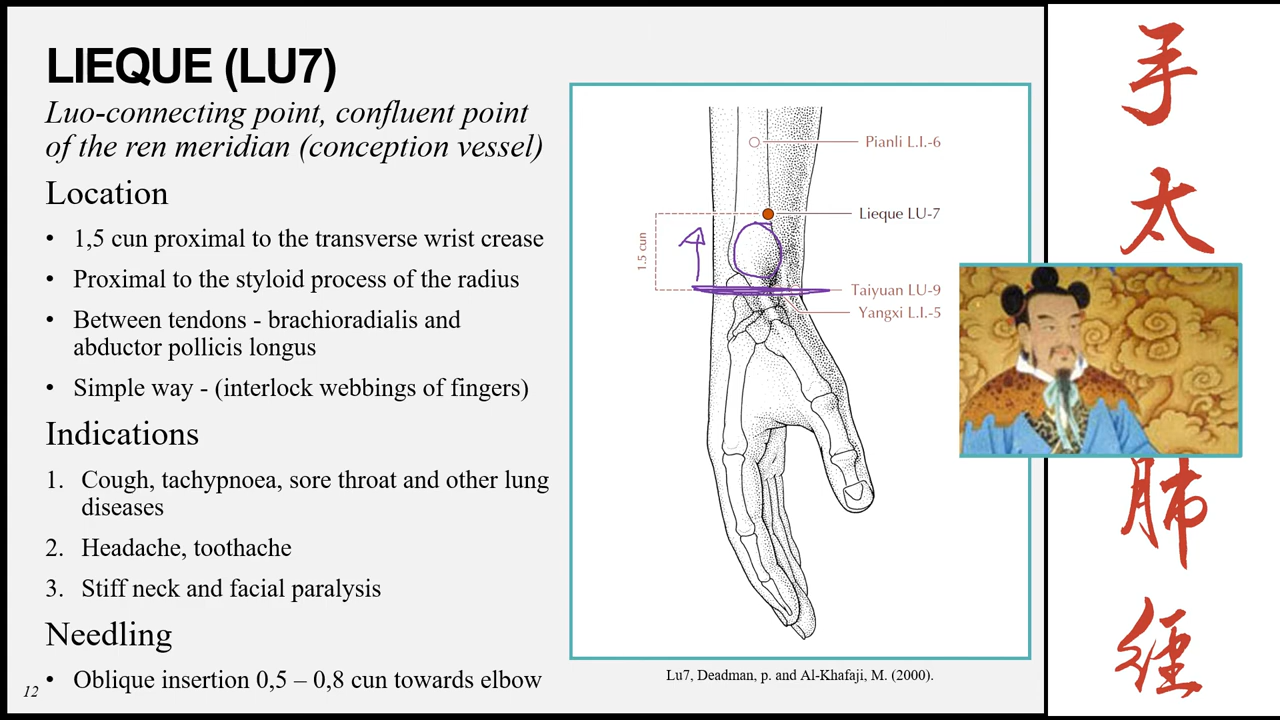 LIEQUE (LU7)
Luo-connecting point, confluent point
of the ren meridian (conception vessel)
Location
• 1,5 cun proximal to the transverse wrist crease
• Proximal to the styloid process of the radius
• Between tendons - brachioradialis and
abductor pollicis longus
• Simple way - (interlock webbings of fingers)
Indications
1. Cough, tachypnoea, sore throat and other lung
diseases
2. Headache, toothache
3. Stiff neck and facial paralysis
Needling
• Oblique insertion 0,5 – 0,8 cun towards elbow
12
Pianli L.I.-6
Lieque LU-7
1.5 cun
Taiyuan LU-9
Yangxi L.I.-5
Lu7, Deadman, p. and Al-Khafaji, M. (2000).
手
太
肺
經